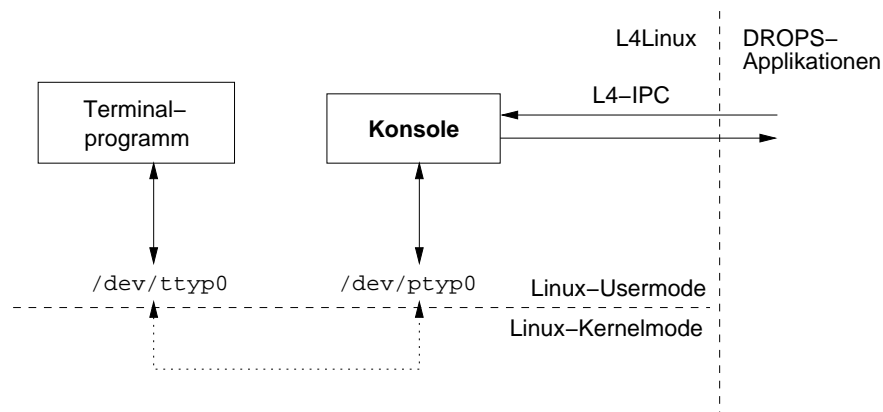 L4Linux
DROPS−
Applikationen
Terminal−
programm
Konsole
L4−IPC
/dev/ttyp0
/dev/ptyp0
Linux−Usermode
Linux−Kernelmode